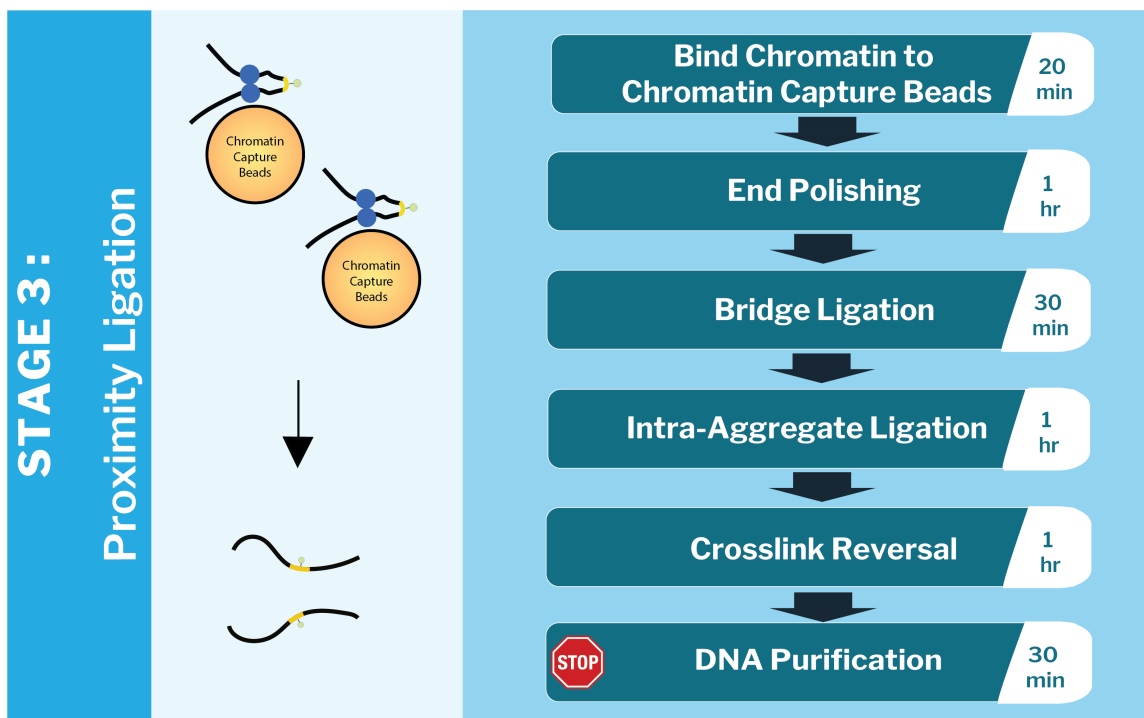 STAGE 3:
Proximity Ligation
Chromatin
Capture
Beads
Chromatin
Capture
Beads
Bind Chromatin to
Chromatin Capture Beads
20
min
End Polishing
1
hr
Bridge Ligation
30
min
Intra-Aggregate Ligation
1
hr
Crosslink Reversal
1
hr
STOP
DNA Purification
30
min